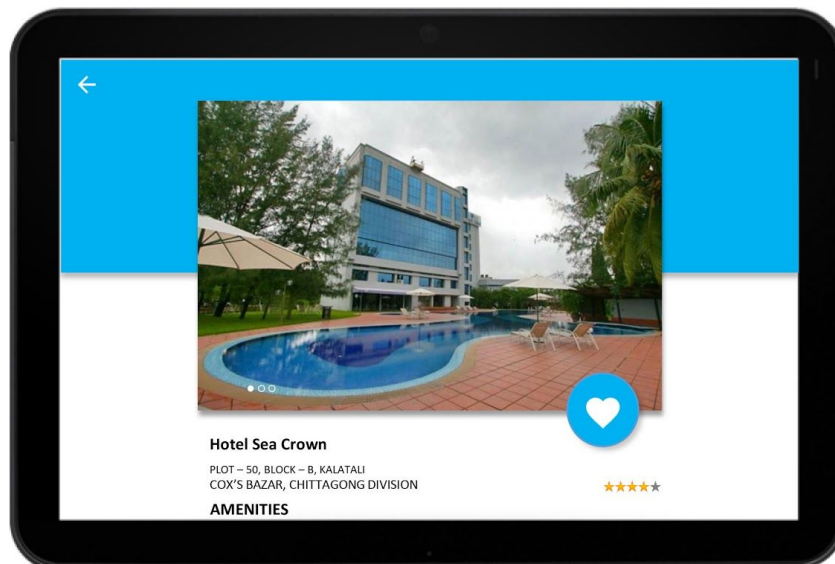 Hotel Sea Crown
PLOT – 50, BLOCK – B, KALATALI
COX'S BAZAR, CHITTAGONG DIVISION
AMENITIES